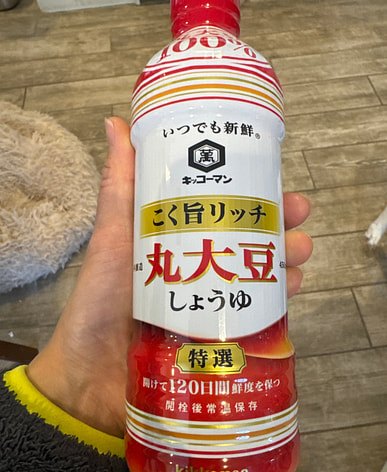 100%
いつでも新鮮®
萬
キッコーマン
こく旨リッチ
丸大豆
しょうゆ
特選
開けて120日間鮮度を保つ
開栓後常温保存
kikkoman